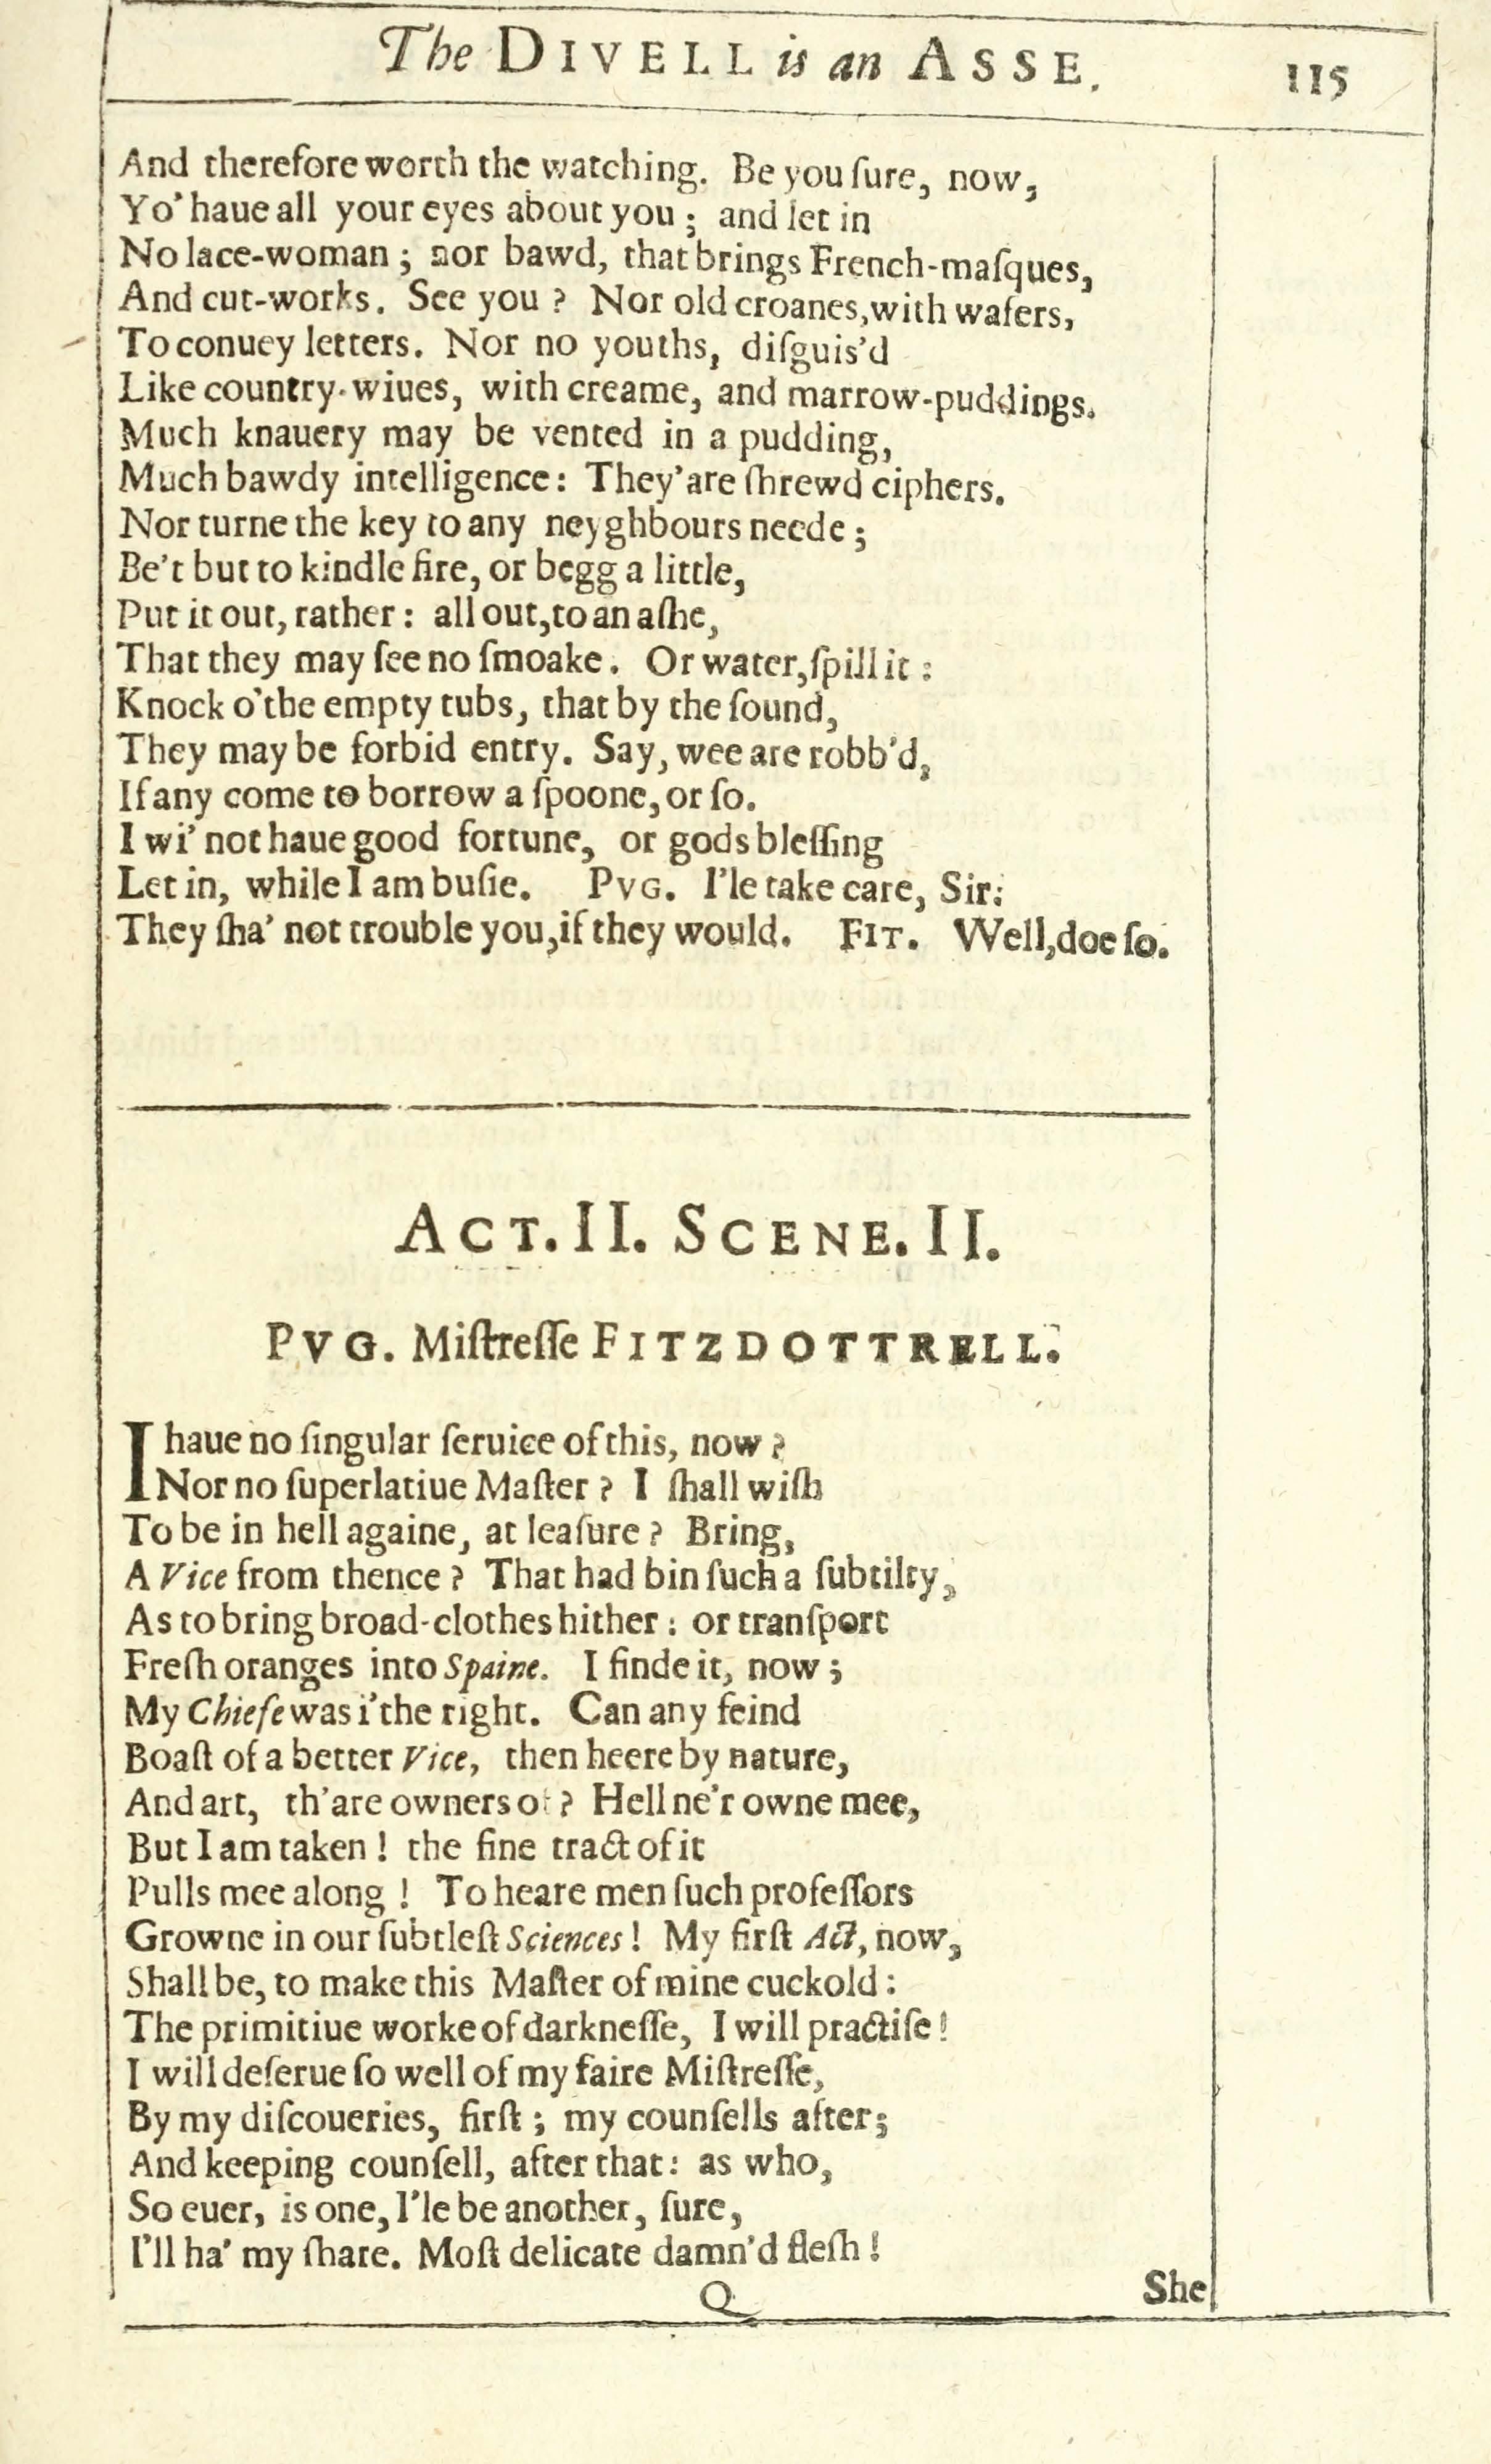 The DIVELL is an ASSE. 115
And therefore worth the watching. Be you ſure, now,
Yo' haue all your eyes about you; and let in
No lace-woman; nor bawd, that brings French-maſques,
And cut-works. See you? Nor old croanes, with wafers,
To conuey letters. Nor no youths, diſguis'd
Like country-wiues, with creame, and marrow-puddings.
Much knauery may be vented in a pudding,
Much bawdy intelligence: They'are ſhrewd ciphers.
Nor turne the key to any neyghbours neede;
Be't but to kindle fire, or begg a little,
Put it out, rather: all out, to an aſhe,
That they may ſee no ſmoake. Or water, ſpill it:
Knock o'the empty tubs, that by the ſound,
They may be forbid entry. Say, wee are robb'd,
If any come to borrow a ſpoone, or ſo.
I wi' not haue good fortune, or gods bleſſing
Let in, while I am buſie. PVG. I'le take care, Sir:
They ſha' not trouble you, if they would. FIT. Well, doe ſo.
ACT. II. SCENE. II.
PVG. Miſtreſſe FITZDOTTRELL.
I haue no ſingular ſeruice of this, now?
Nor no ſuperlatiue Maſter? I ſhall wiſh
To be in hell againe, at leaſure? Bring,
A Vice from thence? That had bin ſuch a ſubtilty,
As to bring broad-clothes hither: or tranſport
Freſh oranges into Spaine. I finde it, now;
My Chiefe was i'the right. Can any feind
Boaſt of a better Vice, then heere by nature,
And art, th'are owners of? Hell ne'r owne mee,
But I am taken! the fine tract of it
Pulls mee along! To heare men ſuch profeſſors
Growne in our ſubtleſt Sciences! My firſt Act, now,
Shall be, to make this Maſter of mine cuckold:
The primitiue worke of darkneſſe, I will practiſe!
I will deſerue ſo well of my faire Miſtreſſe,
By my diſcoueries, firſt; my counſells after;
And keeping counſell, after that: as who,
So euer, is one, I'le be another, ſure,
I'll ha' my ſhare. Moſt delicate damn'd fleſh!
Q She